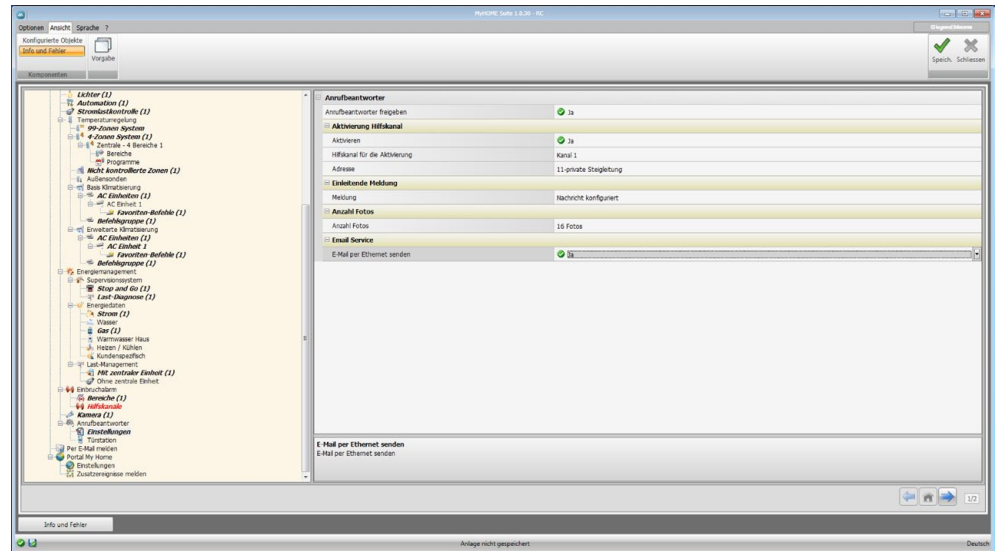 MyHOME Suite 1.0.30 - RC
Optionen Ansicht Sprache ?
Konfigurierte Objekte
Info und Fehler
Vorgabe
Speich. Schliessen
Komponenten
Lichter (1)
Automation (1)
Stromlastkontrolle (1)
Temperaturregelung
99-Zonen System
4-Zonen System (1)
Zentrale - 4 Bereiche 1
Bereiche
Programme
Nicht kontrollierte Zonen (1)
Außensonden
Basis Klimatisierung
AC Einheiten (1)
AC Einheit 1
Favoriten-Befehle (1)
Befehlsgruppe (1)
Erweiterte Klimatisierung
AC Einheiten (1)
AC Einheit 1
Favoriten-Befehle (1)
Befehlsgruppe (1)
Energiemanagement
Supervisionssystem
Stop and Go (1)
Last-Diagnose (1)
Energiedaten
Strom (1)
Wasser
Gas (1)
Warmwasser Haus
Heizen / Kühlen
Kundenspezifisch
Last-Management
Mit zentraler Einheit (1)
Ohne zentrale Einheit
Einbruchalarm
Bereiche (1)
Hilfskanäle
Kamera (1)
Anrufbeantworter
Einstellungen
Türstation
Per E-Mail melden
Portal My Home
Einstellungen
Zusatzereignisse melden
Anrufbeantworter
Anrufbeantworter freigeben Ja
Aktivierung Hilfskanal
Aktivieren Ja
Hilfskanal für die Aktivierung Kanal 1
Adresse 11-private Steigleitung
Einleitende Meldung
Meldung Nachricht konfiguriert
Anzahl Fotos
Anzahl Fotos 16 Fotos
Email Service
E-Mail per Ethernet senden Ja
E-Mail per Ethernet senden
E-Mail per Ethernet senden
1/2
Info und Fehler
Anlage nicht gespeichert
Deutsch